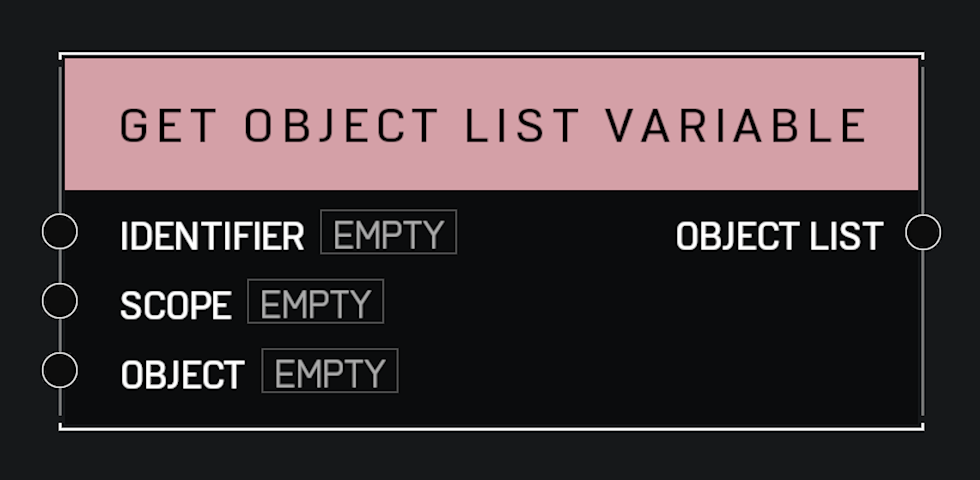 GET OBJECT LIST VARIABLE
IDENTIFIER EMPTY OBJECT LIST
SCOPE EMPTY
OBJECT EMPTY